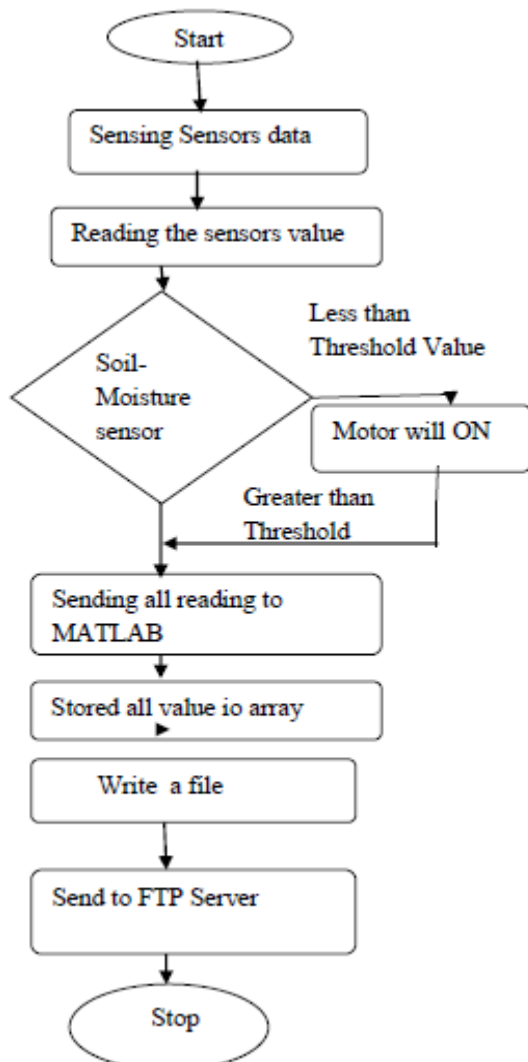 Start
Sensing Sensors data
Reading the sensors value
Less than
Threshold Value
Soil-
Moisture
sensor
Motor will ON
Greater than
Threshold
Sending all reading to
MATLAB
Stored all value io array
Write a file
Send to FTP Server
Stop